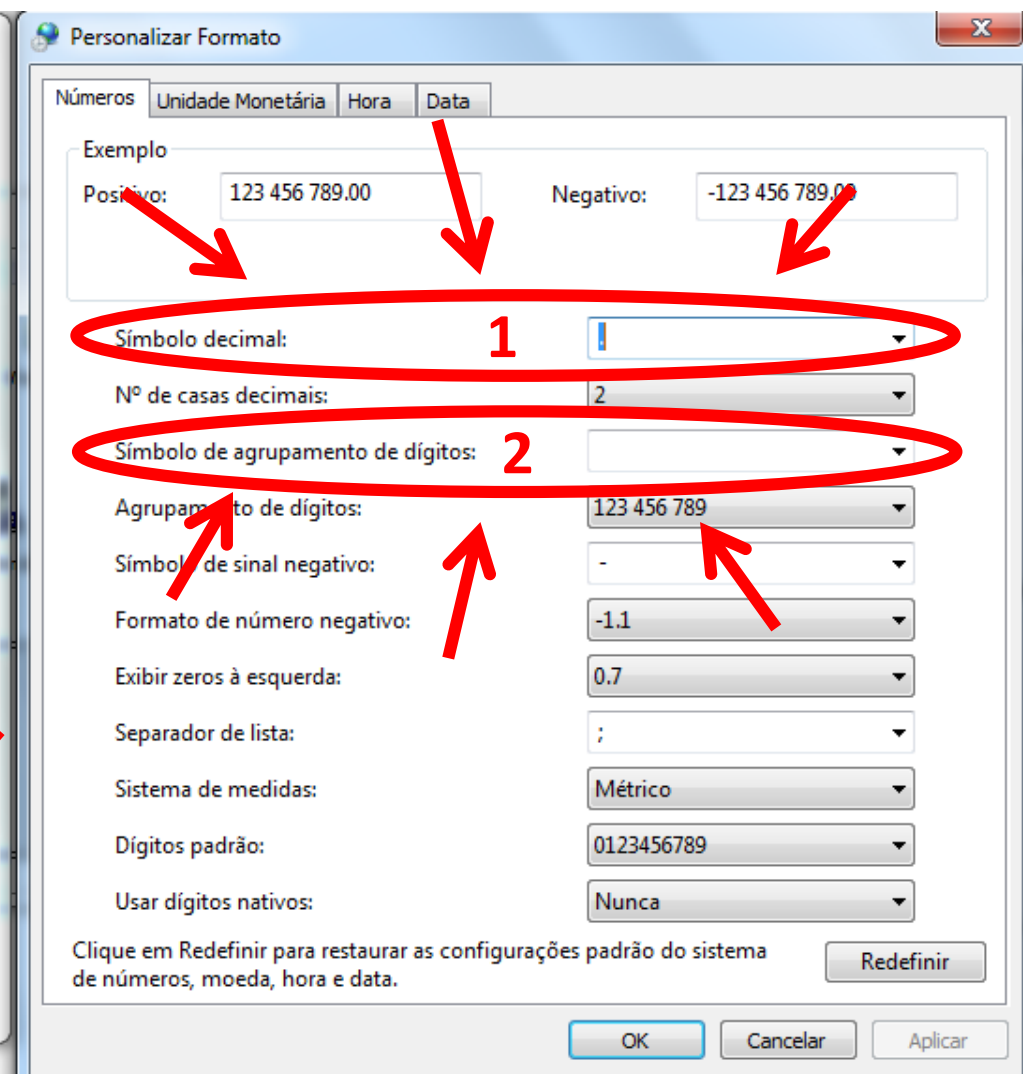 Personalizar Formato
x
Números Unidade Monetária Hora Data
Exemplo
Positivo: 123 456 789.00 Negativo: -123 456 789.00
Símbolo decimal: 1 .
Nº de casas decimais: 2
Símbolo de agrupamento de dígitos: 2
Agrupamento de dígitos: 123 456 789
Símbolo de sinal negativo: -
Formato de número negativo: -1.1
Exibir zeros à esquerda: 0.7
Separador de lista: ;
Sistema de medidas: Métrico
Dígitos padrão: 0123456789
Usar dígitos nativos: Nunca
Clique em Redefinir para restaurar as configurações padrão do sistema
de números, moeda, hora e data.
Redefinir
OK Cancelar Aplicar